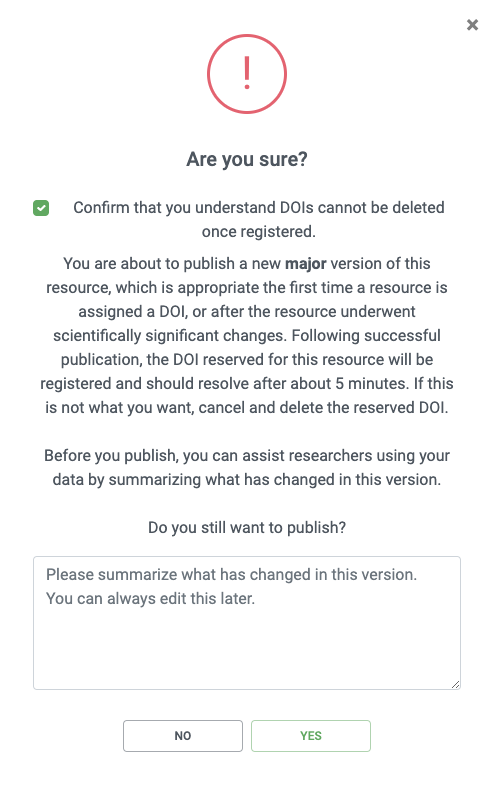 Are you sure?
Confirm that you understand DOIs cannot be deleted
once registered.
You are about to publish a new major version of this
resource, which is appropriate the first time a resource is
assigned a DOI, or after the resource underwent
scientifically significant changes. Following successful
publication, the DOI reserved for this resource will be
registered and should resolve after about 5 minutes. If this
is not what you want, cancel and delete the reserved DOI.
Before you publish, you can assist researchers using your
data by summarizing what has changed in this version.
Do you still want to publish?
Please summarize what has changed in this version.
You can always edit this later.
NO YES